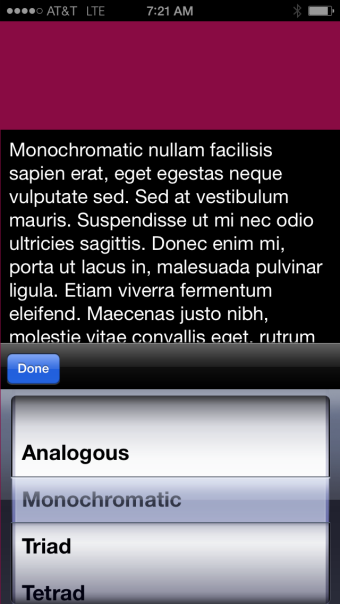 AT&T LTE 7:21 AM
Monochromatic nullam facilisis
sapien erat, eget egestas neque
vulputate sed. Sed at vestibulum
mauris. Suspendisse ut mi nec odio
ultricies sagittis. Donec enim mi,
porta ut lacus in, malesuada pulvinar
ligula. Etiam viverra fermentum
eleifend. Maecenas justo nibh,
molestie vitae convallis eget, rutrum
Done
Analogous
Monochromatic
Triad
Tetrad